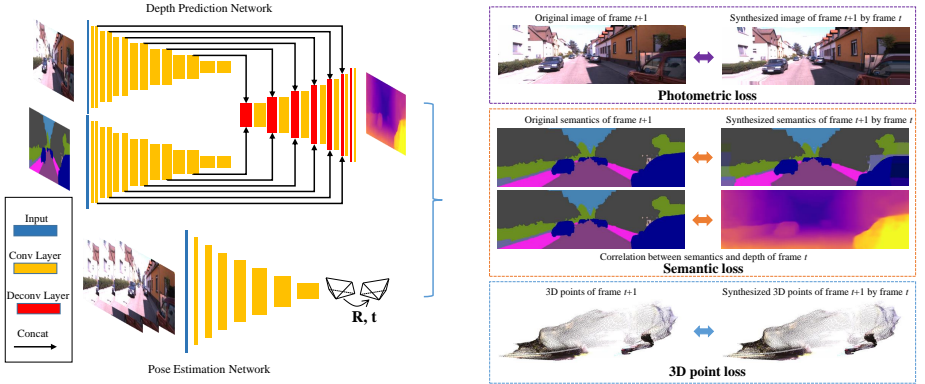 Depth Prediction Network
Input
Conv Layer
Deconv Layer
Concat
R, t
Pose Estimation Network
Original image of frame t+1
Synthesized image of frame t+1 by frame t
Photometric loss
Original semantics of frame t+1
Synthesized semantics of frame t+1 by frame t
Correlation between semantics and depth of frame t
Semantic loss
3D points of frame t+1
Synthesized 3D points of frame t+1 by frame t
3D point loss